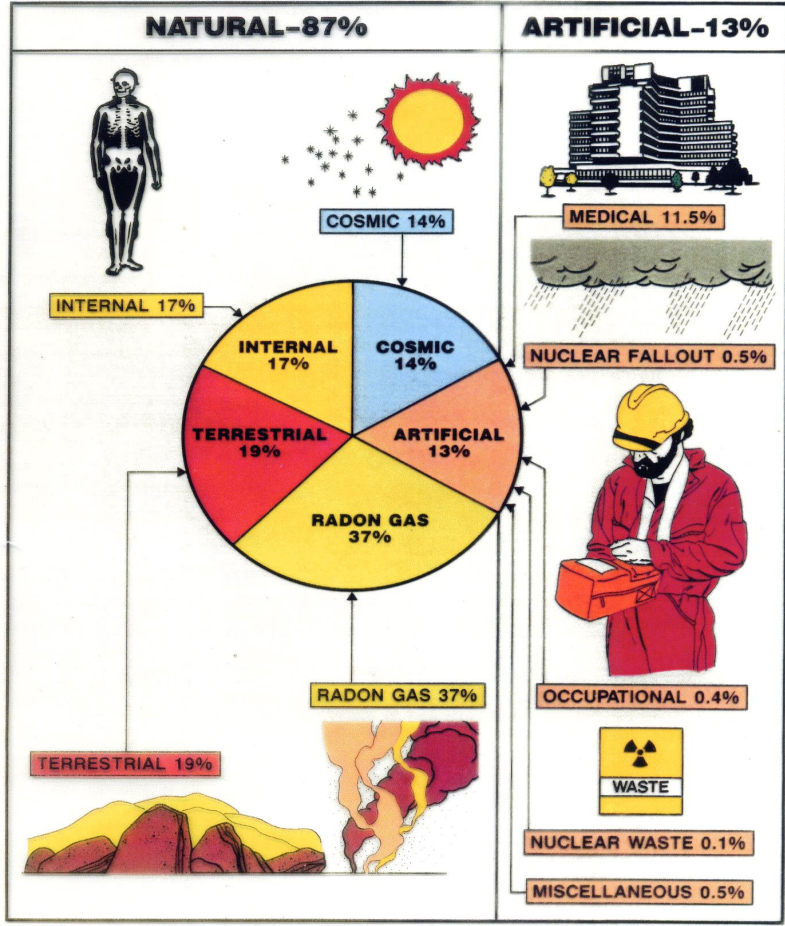 NATURAL–87%
ARTIFICIAL–13%
COSMIC 14%
MEDICAL 11.5%
INTERNAL 17%
NUCLEAR FALLOUT 0.5%
INTERNAL
17%
COSMIC
14%
TERRESTRIAL
19%
ARTIFICIAL
13%
RADON GAS
37%
RADON GAS 37%
OCCUPATIONAL 0.4%
TERRESTRIAL 19%
WASTE
NUCLEAR WASTE 0.1%
MISCELLANEOUS 0.5%